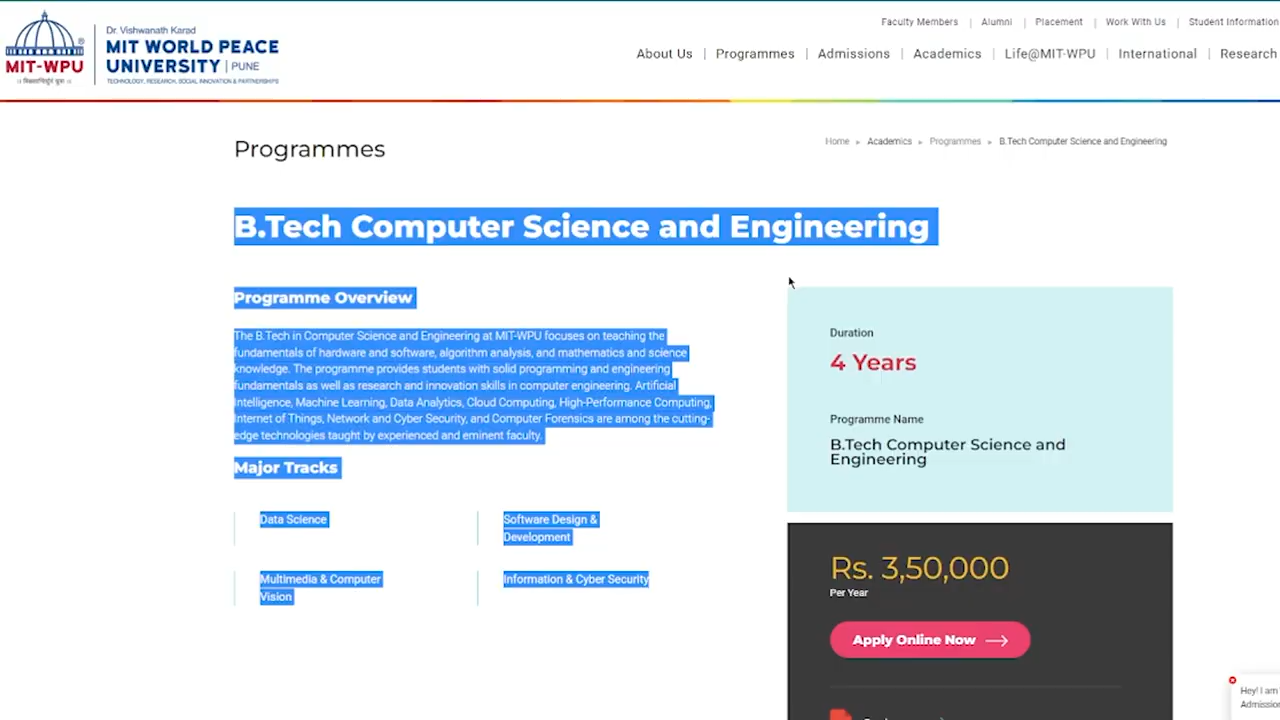 Faculty Members | Alumni | Placement | Work With Us | Student Information
Dr. Vishwanath Karad
MIT WORLD PEACE
UNIVERSITY | PUNE
TECHNOLOGY, RESEARCH, SOCIAL INNOVATION & PARTNERSHIPS
MIT-WPU
About Us | Programmes | Admissions | Academics | Life@MIT-WPU | International | Research
Programmes
Home ▸ Academics ▸ Programmes ▸ B.Tech Computer Science and Engineering
B.Tech Computer Science and Engineering
Programme Overview
The B.Tech in Computer Science and Engineering at MIT-WPU focuses on teaching the
fundamentals of hardware and software, algorithm analysis, and mathematics and science
knowledge. The programme provides students with solid programming and engineering
fundamentals as well as research and innovation skills in computer engineering. Artificial
Intelligence, Machine Learning, Data Analytics, Cloud Computing, High-Performance Computing,
Internet of Things, Network and Cyber Security, and Computer Forensics are among the cutting-
edge technologies taught by experienced and eminent faculty.
Major Tracks
Data Science
Software Design &
Development
Multimedia & Computer
Vision
Information & Cyber Security
Duration
4 Years
Programme Name
B.Tech Computer Science and
Engineering
Rs. 3,50,000
Per Year
Apply Online Now
Hey! I am
Admission